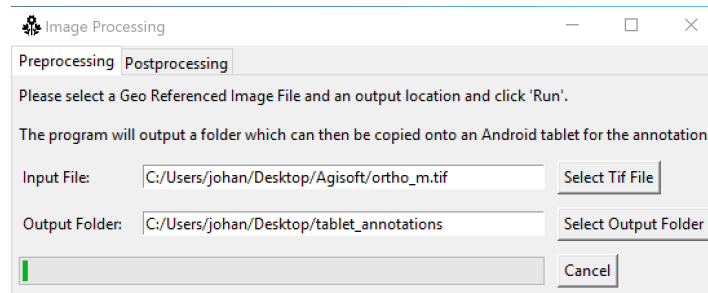 Image Processing
Preprocessing Postprocessing
Please select a Geo Referenced Image File and an output location and click 'Run'.
The program will output a folder which can then be copied onto an Android tablet for the annotation
Input File: C:/Users/johan/Desktop/Agisoft/ortho_m.tif Select Tif File
Output Folder: C:/Users/johan/Desktop/tablet_annotations Select Output Folder
Cancel